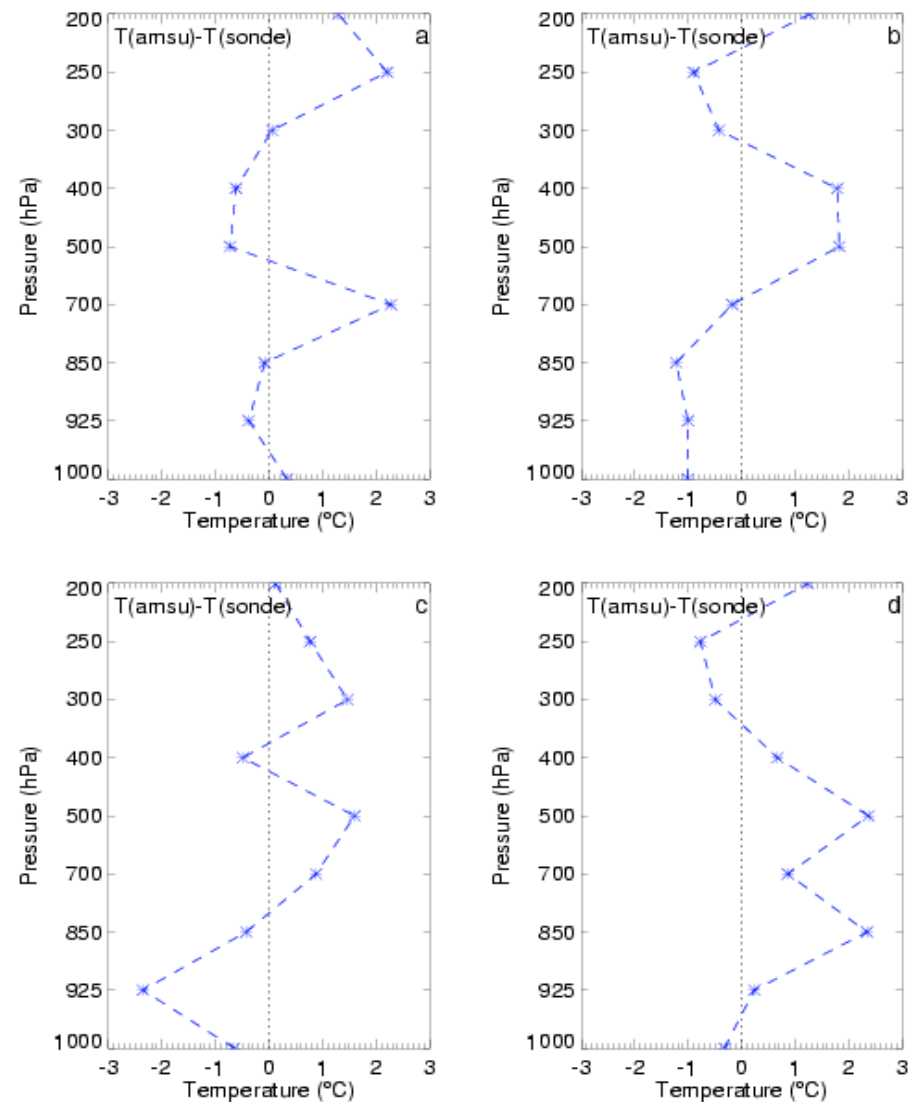 200
T(amsu)-T(sonde) a
250
300
400
500
700
850
925
1000
Pressure (hPa)
-3 -2 -1 0 1 2 3
Temperature (°C)
200
T(amsu)-T(sonde) b
250
300
400
500
700
850
925
1000
Pressure (hPa)
-3 -2 -1 0 1 2 3
Temperature (°C)
200
T(amsu)-T(sonde) c
250
300
400
500
700
850
925
1000
Pressure (hPa)
-3 -2 -1 0 1 2 3
Temperature (°C)
200
T(amsu)-T(sonde) d
250
300
400
500
700
850
925
1000
Pressure (hPa)
-3 -2 -1 0 1 2 3
Temperature (°C)